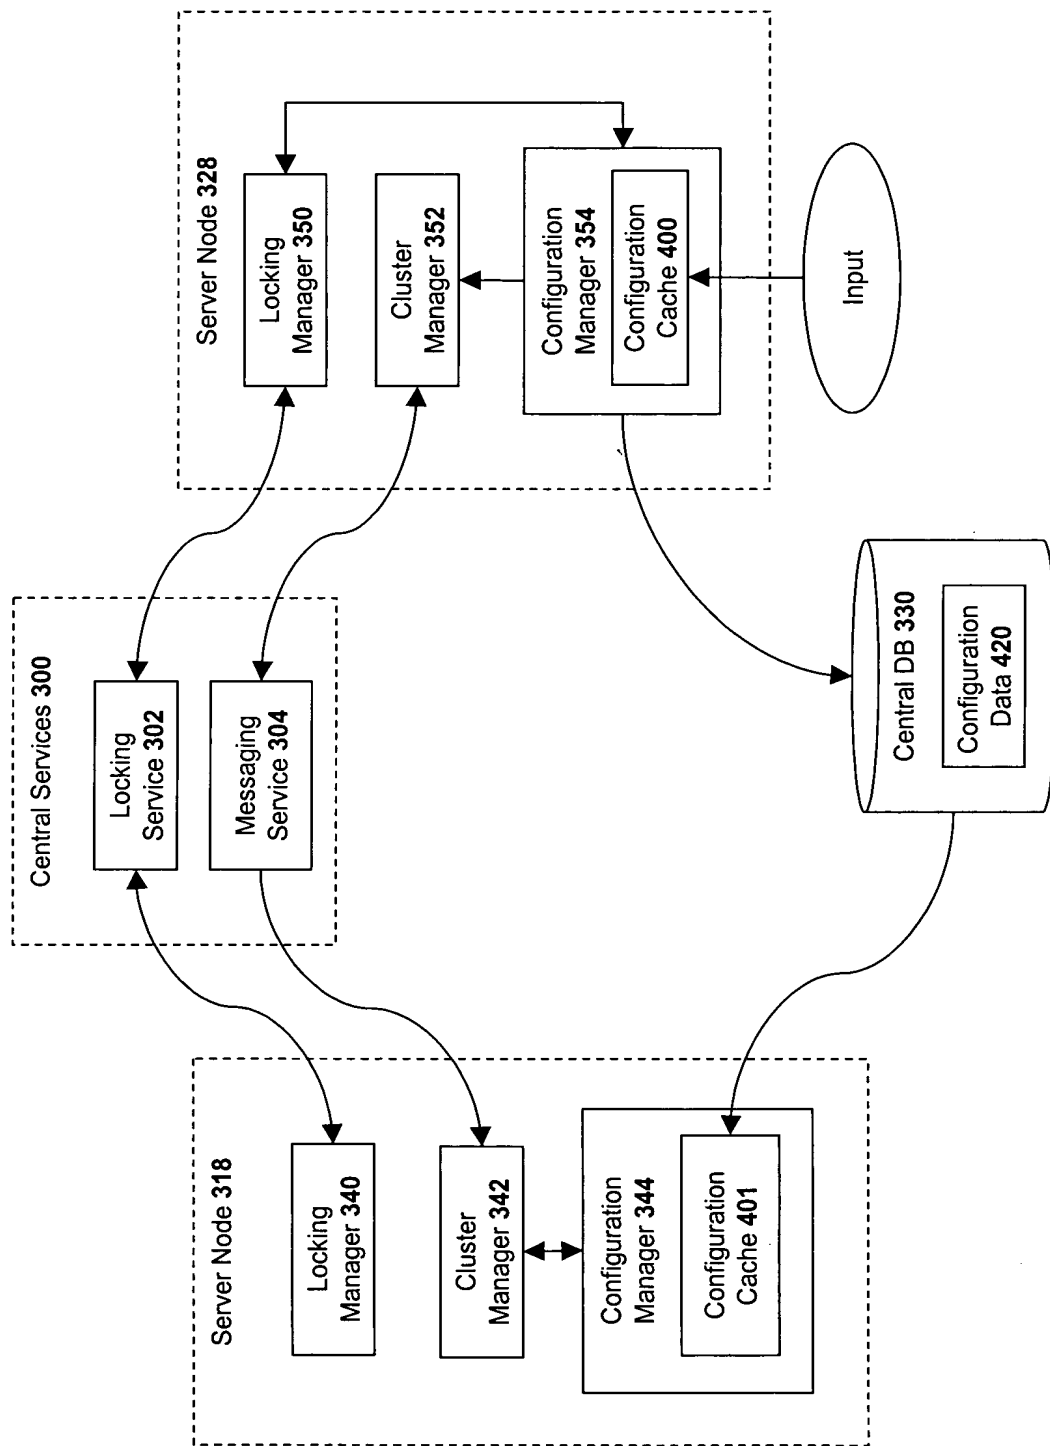 Central Services 300
Locking
Service 302
Messaging
Service 304
Server Node 318
Locking
Manager 340
Cluster
Manager 342
Configuration
Manager 344
Configuration
Cache 401
Server Node 328
Locking
Manager 350
Cluster
Manager 352
Configuration
Manager 354
Configuration
Cache 400
Central DB 330
Configuration
Data 420
Input